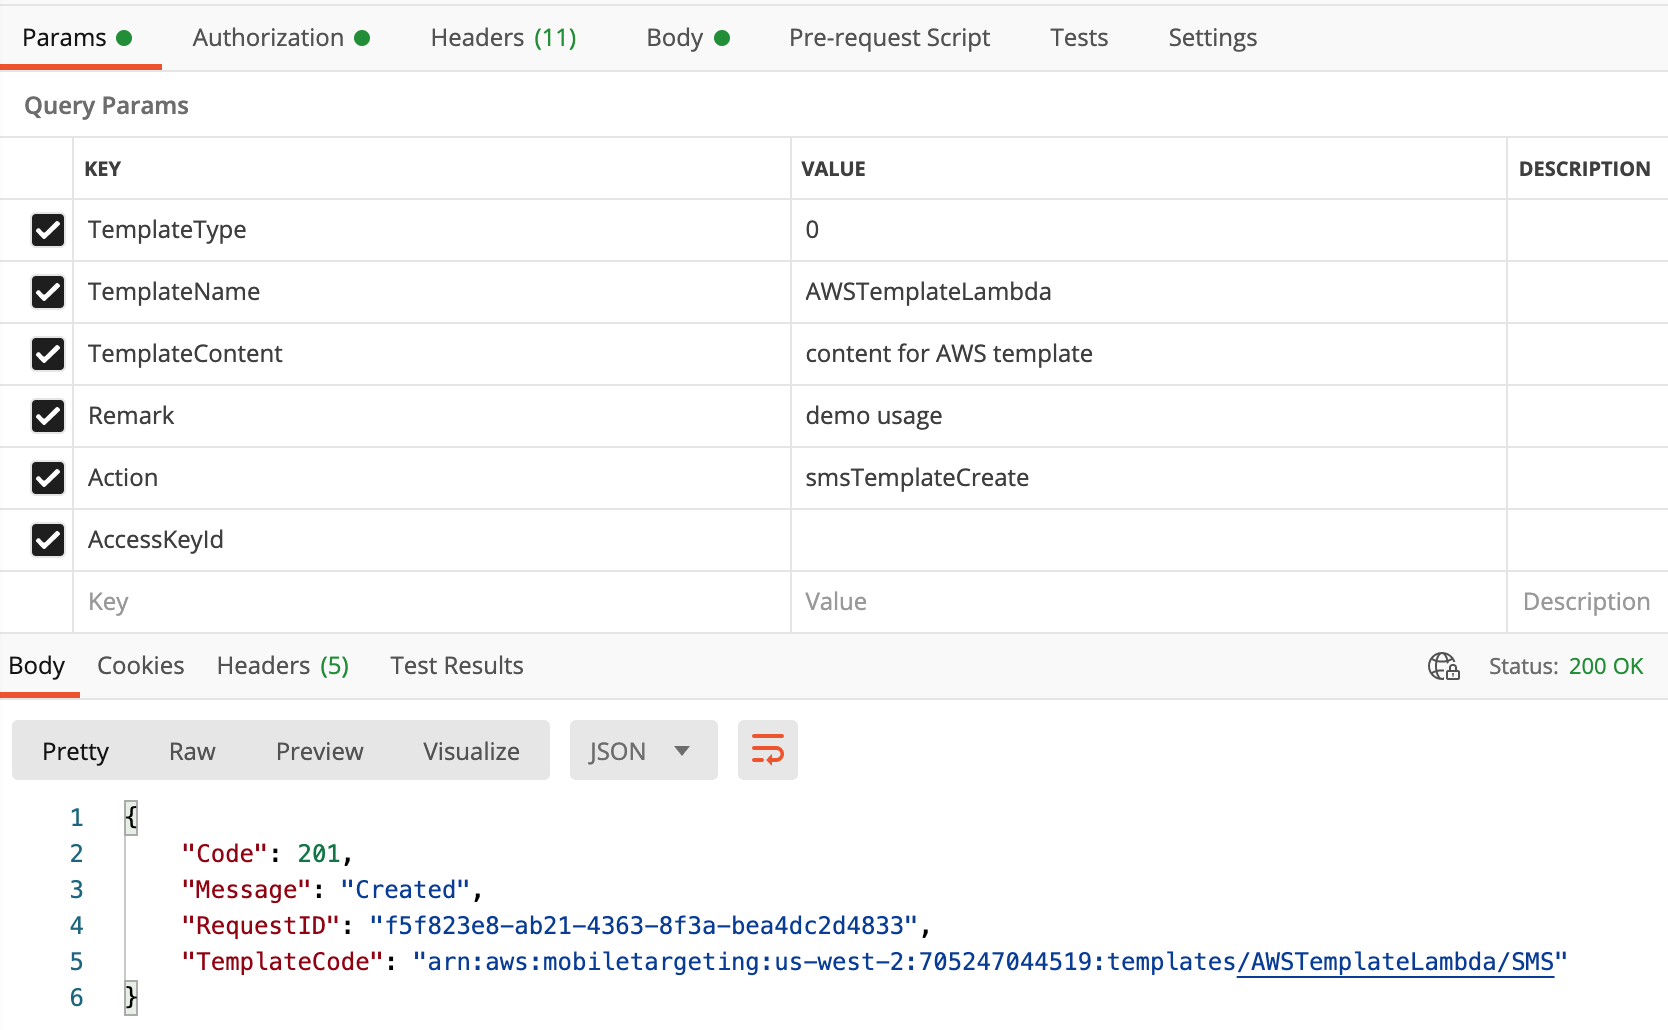 Params Authorization Headers (11) Body Pre-request Script Tests Settings
Query Params
KEY VALUE DESCRIPTION
TemplateType 0
TemplateName AWSTemplateLambda
TemplateContent content for AWS template
Remark demo usage
Action smsTemplateCreate
AccessKeyId
Key Value Description
Body Cookies Headers (5) Test Results Status: 200 OK
Pretty Raw Preview Visualize JSON
1 {
2 "Code": 201,
3 "Message": "Created",
4 "RequestID": "f5f823e8-ab21-4363-8f3a-bea4dc2d4833",
5 "TemplateCode": "arn:aws:mobiletargeting:us-west-2:705247044519:templates/AWSTemplateLambda/SMS"
6 }